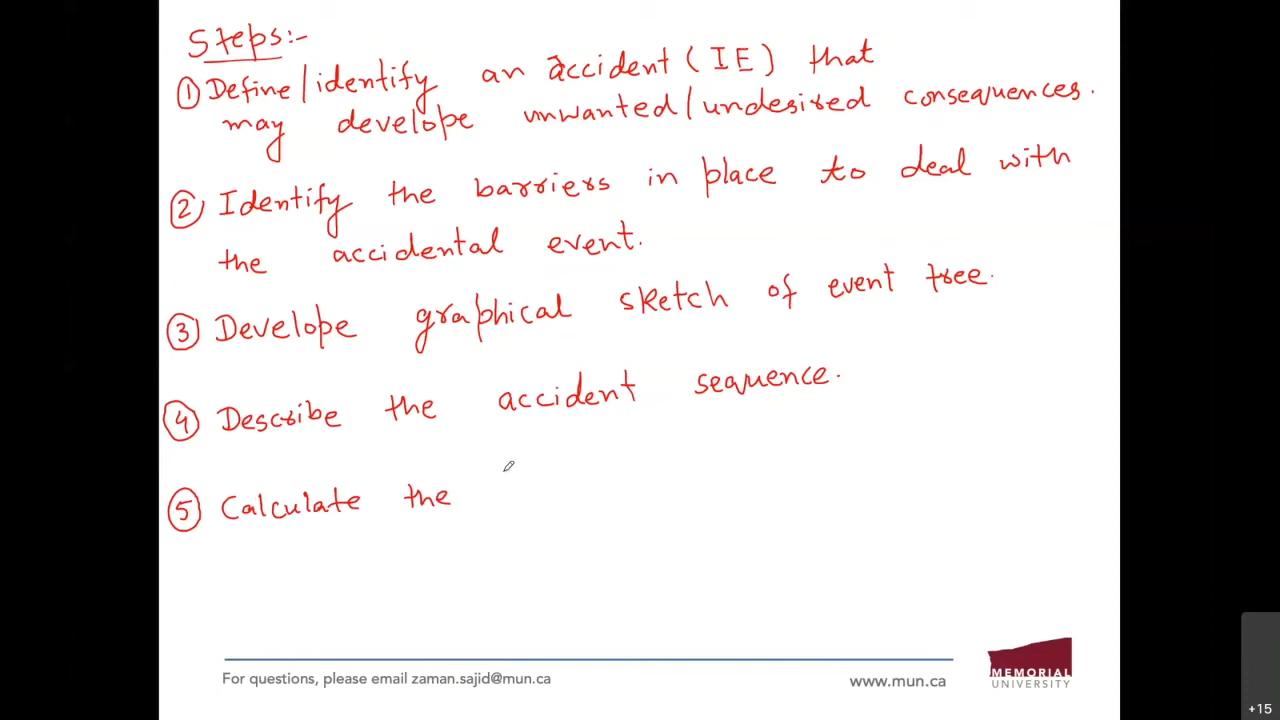 Steps:-
① Define/identify an accident (IE) that
may develope unwanted/undesired consequences.
② Identify the barriers in place to deal with
the accidental event.
③ Develope graphical sketch of event tree.
④ Describe the accident sequence.
⑤ Calculate the
For questions, please email zaman.sajid@mun.ca
www.mun.ca
MEMORIAL
UNIVERSITY
+15